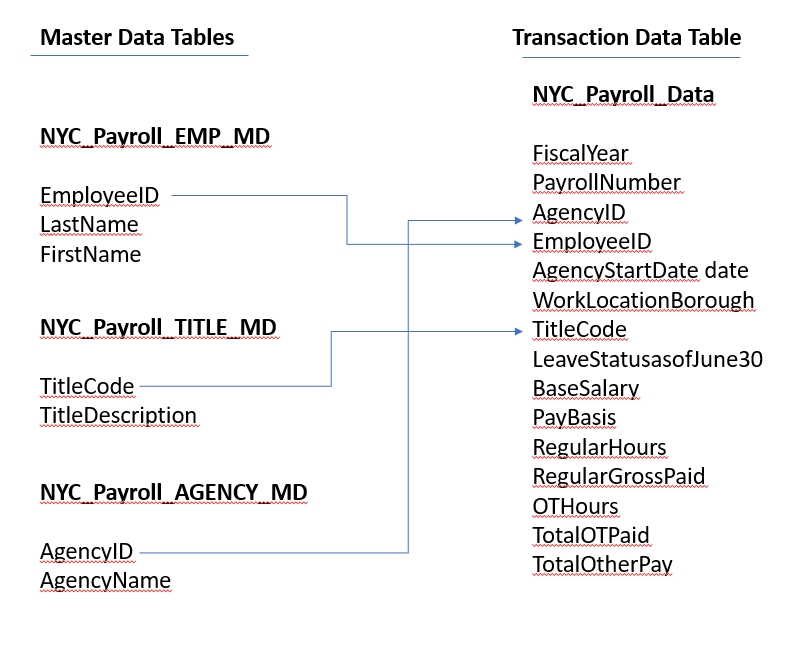 Master Data Tables
NYC_Payroll_EMP_MD
EmployeeID
LastName
FirstName
NYC_Payroll_TITLE_MD
TitleCode
TitleDescription
NYC_Payroll_AGENCY_MD
AgencyID
AgencyName
Transaction Data Table
NYC_Payroll_Data
FiscalYear
PayrollNumber
AgencyID
EmployeeID
AgencyStartDate date
WorkLocationBorough
TitleCode
LeaveStatusasofJune30
BaseSalary
PayBasis
RegularHours
RegularGrossPaid
OTHours
TotalOTPaid
TotalOtherPay